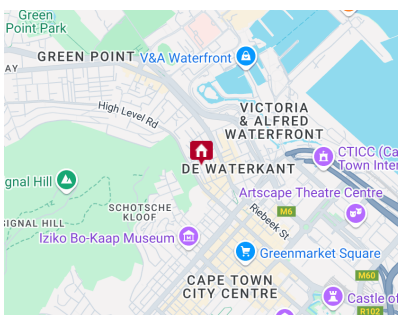 Green
Point Park
GREEN POINT
V&A Waterfront
AY
High Level Rd
VICTORIA
& ALFRED
WATERFRONT
CTICC (Ca
Town Inter
DE WATERKANT
gnal Hill
Artscape Theatre Centre
SCHOTSCHE
KLOOF
M6
SIGNAL HILL
Riebeek St
Iziko Bo-Kaap Museum
Greenmarket Square
M60
CAPE TOWN
CITY CENTRE
Castle of
R102